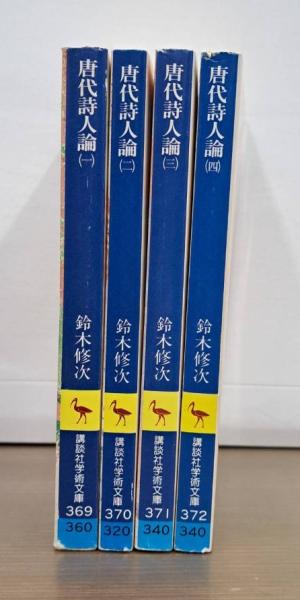 唐代詩人論(一)
鈴木修次
講談社学術文庫
369
360
唐代詩人論(二)
鈴木修次
講談社学術文庫
370
320
唐代詩人論(三)
鈴木修次
講談社学術文庫
371
340
唐代詩人論(四)
鈴木修次
講談社学術文庫
372
340